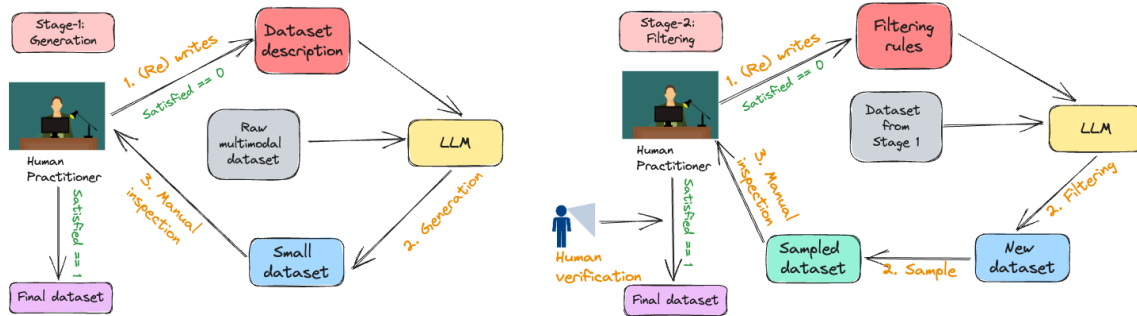 Stage-1:
Generation
Dataset
description
1. (Re) writes
Satisfied == 0
Raw
multimodal
dataset
LLM
Human
Practitioner
3. Manual
inspection
2. Generation
Satisfied == 1
Small
dataset
Final dataset
Stage-2:
Filtering
Filtering
rules
1. (Re) writes
Satisfied == 0
Dataset
from
Stage 1
LLM
Human
Practitioner
3. Manual
inspection
2. Filtering
Satisfied == 1
Human
verification
Sampled
dataset
2. Sample
New
dataset
Final dataset